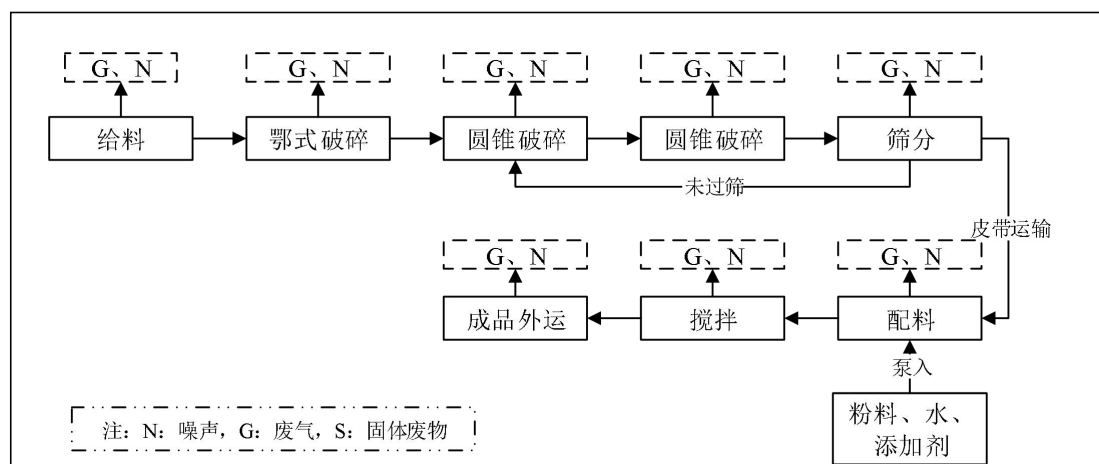 G、N
G、N
G、N
G、N
G、N
给料
鄂式破碎
圆锥破碎
圆锥破碎
筛分
未过筛
皮带运输
G、N
G、N
G、N
成品外运
搅拌
配料
泵入
粉料、水、
添加剂
注：N：噪声，G：废气，S：固体废物